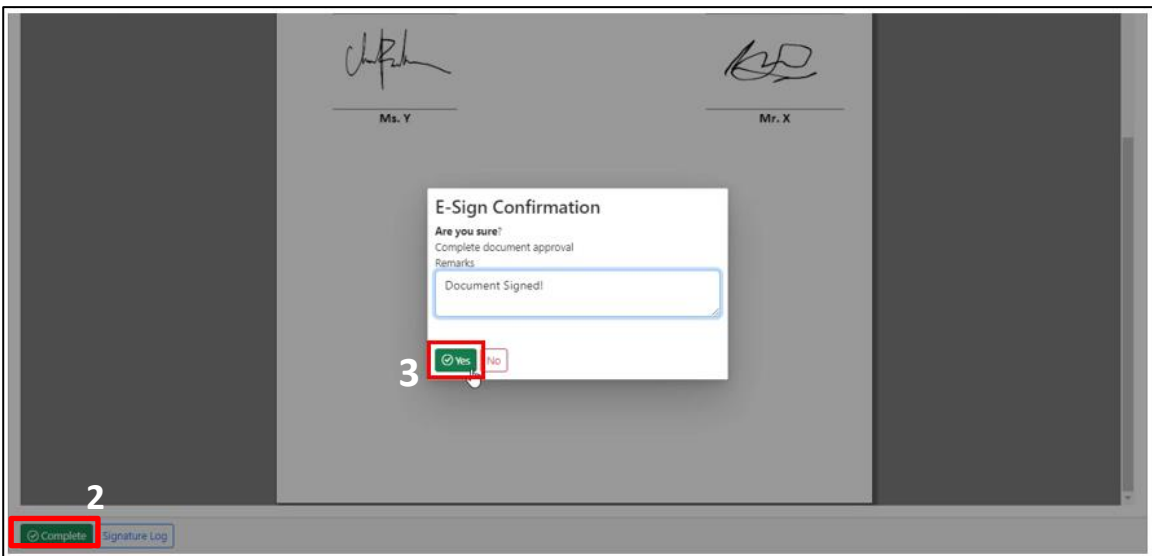 Ms. Y
Mr. X
E-Sign Confirmation
Are you sure?
Complete document approval
Remarks
Document Signed!
3
Yes
No
2
Complete
Signature Log